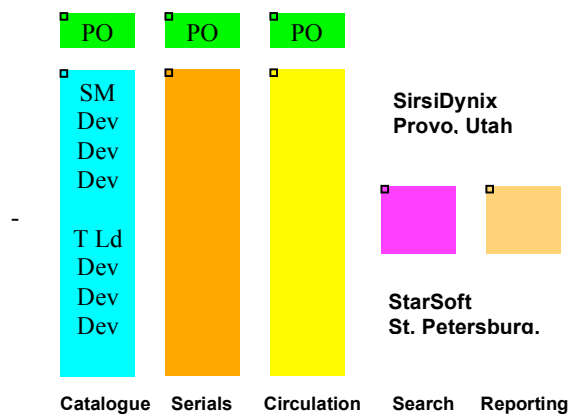 PO PO PO
SM
Dev
Dev
Dev
SirsiDynix
Provo, Utah
-
T Ld
Dev
Dev
Dev
StarSoft
St. Petersburg.
Catalogue Serials Circulation Search Reporting